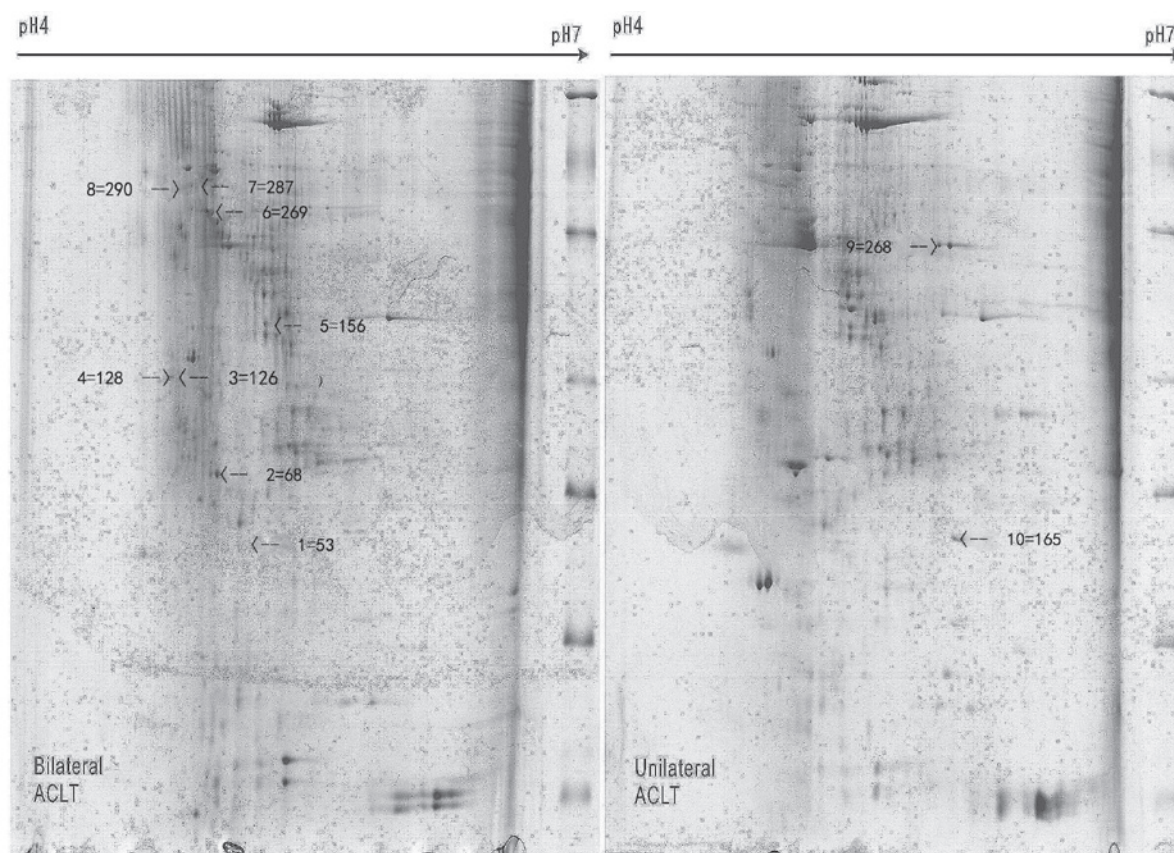 pH4
pH7
8=290
7=287
6=269
5=156
4=128
3=126
2=68
1=53
Bilateral
ACLT
pH4
pH7
9=268
10=165
Unilateral
ACLT